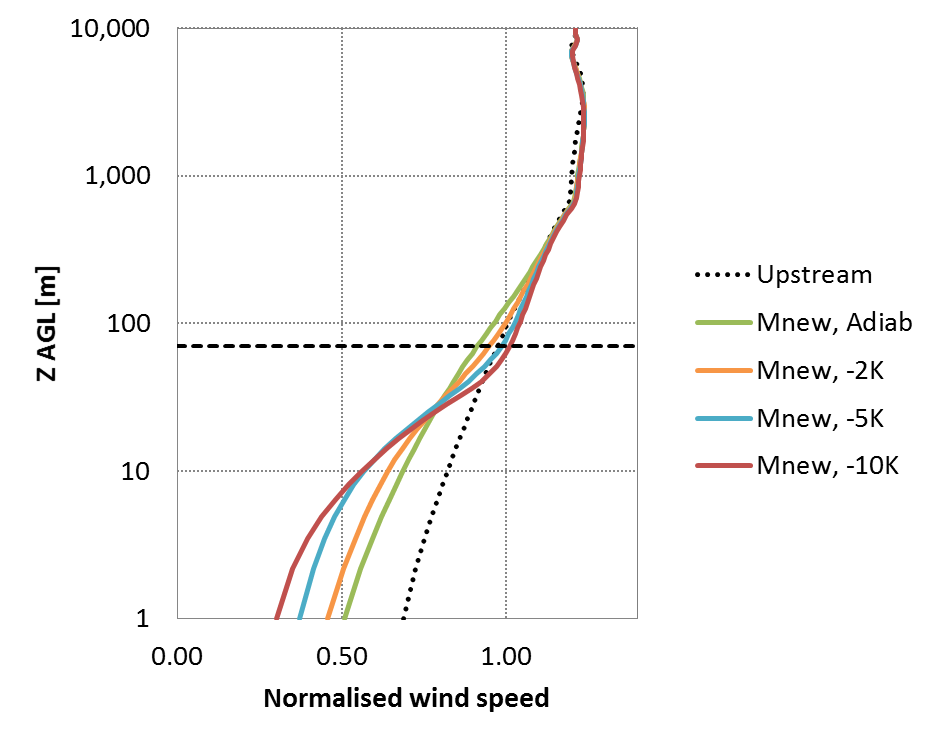 10,000
1,000
100
10
1
Z AGL [m]
0.00 0.50 1.00
Normalised wind speed
Upstream
Mnew, Adiab
Mnew, -2K
Mnew, -5K
Mnew, -10K